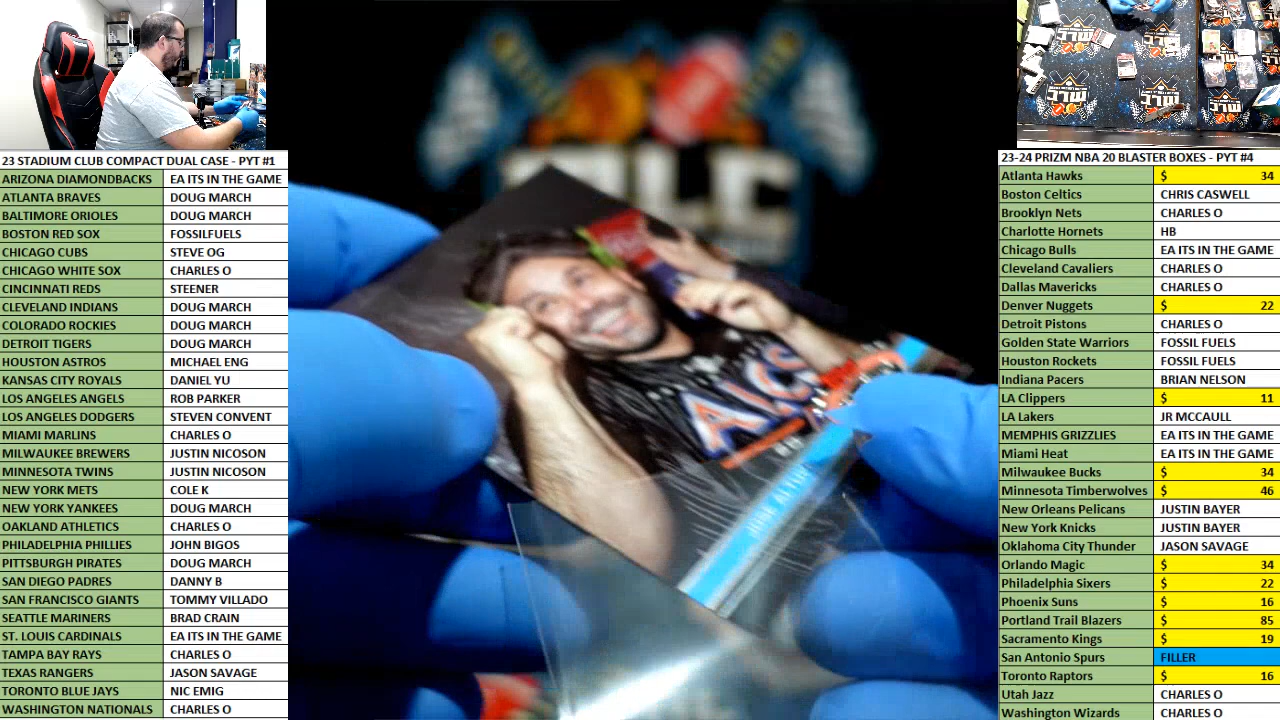 23 STADIUM CLUB COMPACT DUAL CASE - PYT #1
ARIZONA DIAMONDBACKS EA ITS IN THE GAME
ATLANTA BRAVES DOUG MARCH
BALTIMORE ORIOLES DOUG MARCH
BOSTON RED SOX FOSSILFUELS
CHICAGO CUBS STEVE OG
CHICAGO WHITE SOX CHARLES O
CINCINNATI REDS STEENER
CLEVELAND INDIANS DOUG MARCH
COLORADO ROCKIES DOUG MARCH
DETROIT TIGERS DOUG MARCH
HOUSTON ASTROS MICHAEL ENG
KANSAS CITY ROYALS DANIEL YU
LOS ANGELES ANGELS ROB PARKER
LOS ANGELES DODGERS STEVEN CONVENT
MIAMI MARLINS CHARLES O
MILWAUKEE BREWERS JUSTIN NICOSON
MINNESOTA TWINS JUSTIN NICOSON
NEW YORK METS COLE K
NEW YORK YANKEES DOUG MARCH
OAKLAND ATHLETICS CHARLES O
PHILADELPHIA PHILLIES JOHN BIGOS
PITTSBURGH PIRATES DOUG MARCH
SAN DIEGO PADRES DANNY B
SAN FRANCISCO GIANTS TOMMY VILLADO
SEATTLE MARINERS BRAD CRAIN
ST. LOUIS CARDINALS EA ITS IN THE GAME
TAMPA BAY RAYS CHARLES O
TEXAS RANGERS JASON SAVAGE
TORONTO BLUE JAYS NIC EMIG
WASHINGTON NATIONALS CHARLES O
ALCS
23-24 PRIZM NBA 20 BLASTER BOXES - PYT #4
Atlanta Hawks $ 34
Boston Celtics CHRIS CASWELL
Brooklyn Nets CHARLES O
Charlotte Hornets HB
Chicago Bulls EA ITS IN THE GAME
Cleveland Cavaliers CHARLES O
Dallas Mavericks CHARLES O
Denver Nuggets $ 22
Detroit Pistons CHARLES O
Golden State Warriors FOSSIL FUELS
Houston Rockets FOSSIL FUELS
Indiana Pacers BRIAN NELSON
LA Clippers $ 11
LA Lakers JR MCCAULL
MEMPHIS GRIZZLIES EA ITS IN THE GAME
Miami Heat EA ITS IN THE GAME
Milwaukee Bucks $ 34
Minnesota Timberwolves $ 46
New Orleans Pelicans JUSTIN BAYER
New York Knicks JUSTIN BAYER
Oklahoma City Thunder JASON SAVAGE
Orlando Magic $ 34
Philadelphia Sixers $ 22
Phoenix Suns $ 16
Portland Trail Blazers $ 85
Sacramento Kings $ 19
San Antonio Spurs FILLER
Toronto Raptors $ 16
Utah Jazz CHARLES O
Washington Wizards CHARLES O